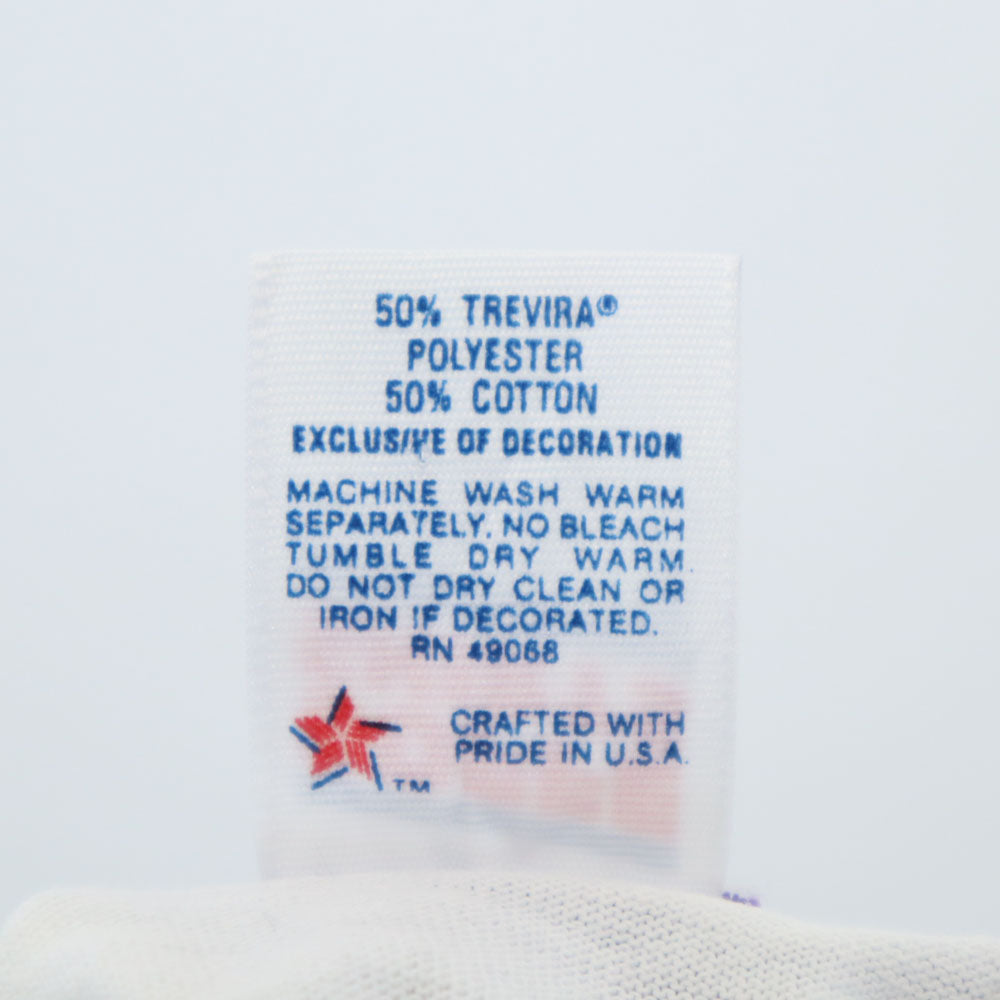 50% TREVIRA®
POLYESTER
50% COTTON
EXCLUSIVE OF DECORATION
MACHINE WASH WARM
SEPARATELY. NO BLEACH
TUMBLE DRY WARM.
DO NOT DRY CLEAN OR
IRON IF DECORATED.
RN 49068
CRAFTED WITH
PRIDE IN U.S.A.
TM